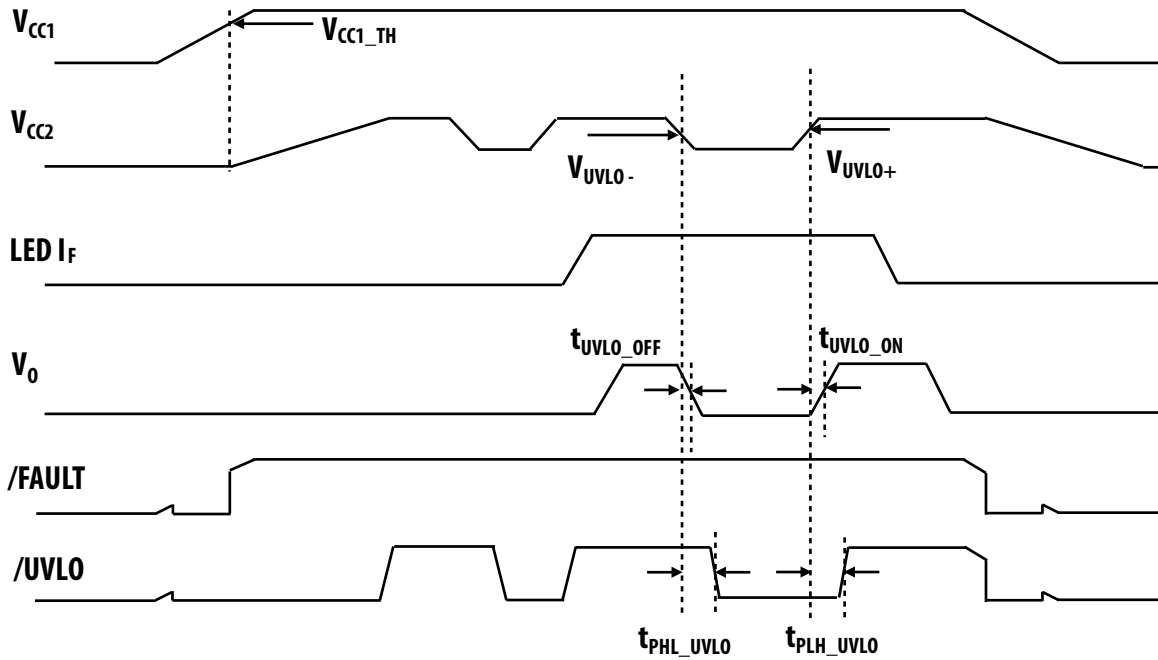 VCC1
VCC1_TH
VCC2
VUVLO -
VUVLO+
LED IF
tUVLO_OFF
tUVLO_ON
VO
/FAULT
/UVLO
tPHL_UVLO
tPLH_UVLO